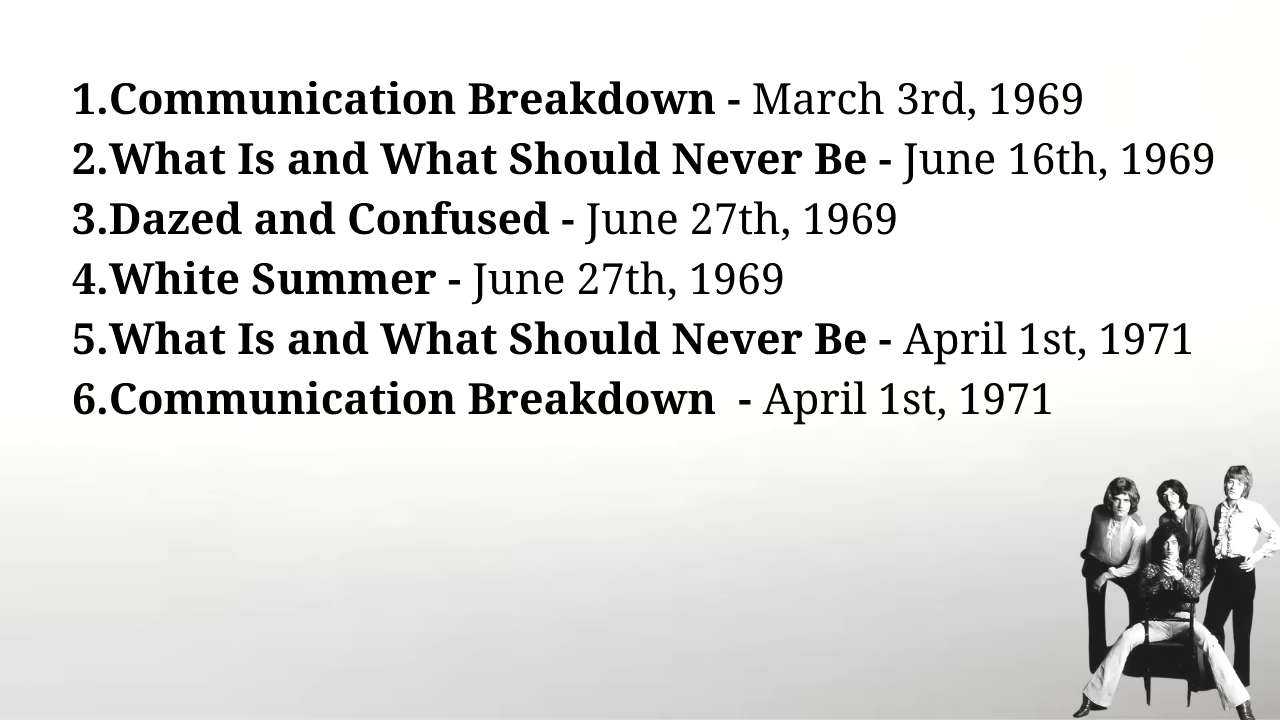 1.Communication Breakdown - March 3rd, 1969
2.What Is and What Should Never Be - June 16th, 1969
3.Dazed and Confused - June 27th, 1969
4.White Summer - June 27th, 1969
5.What Is and What Should Never Be - April 1st, 1971
6.Communication Breakdown  - April 1st, 1971